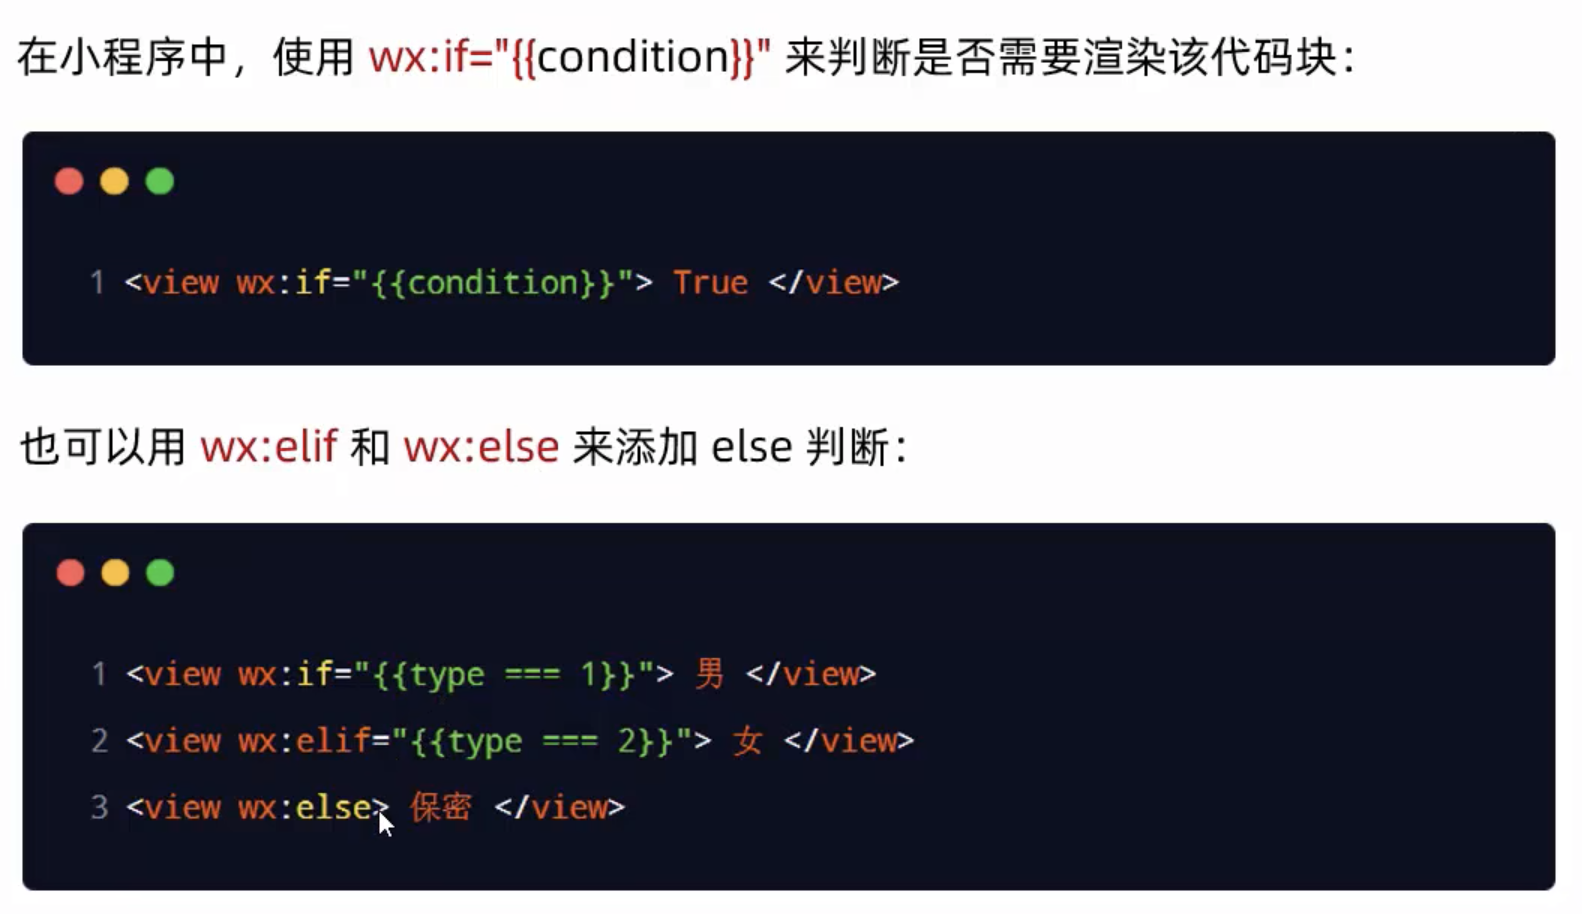 在小程序中，使用 wx:if="{{condition}}" 来判断是否需要渲染该代码块：
1 <view wx:if="{{condition}}"> True </view>
也可以用 wx:elif 和 wx:else 来添加 else 判断：
1 <view wx:if="{{type === 1}}"> 男 </view>
2 <view wx:elif="{{type === 2}}"> 女 </view>
3 <view wx:else> 保密 </view>